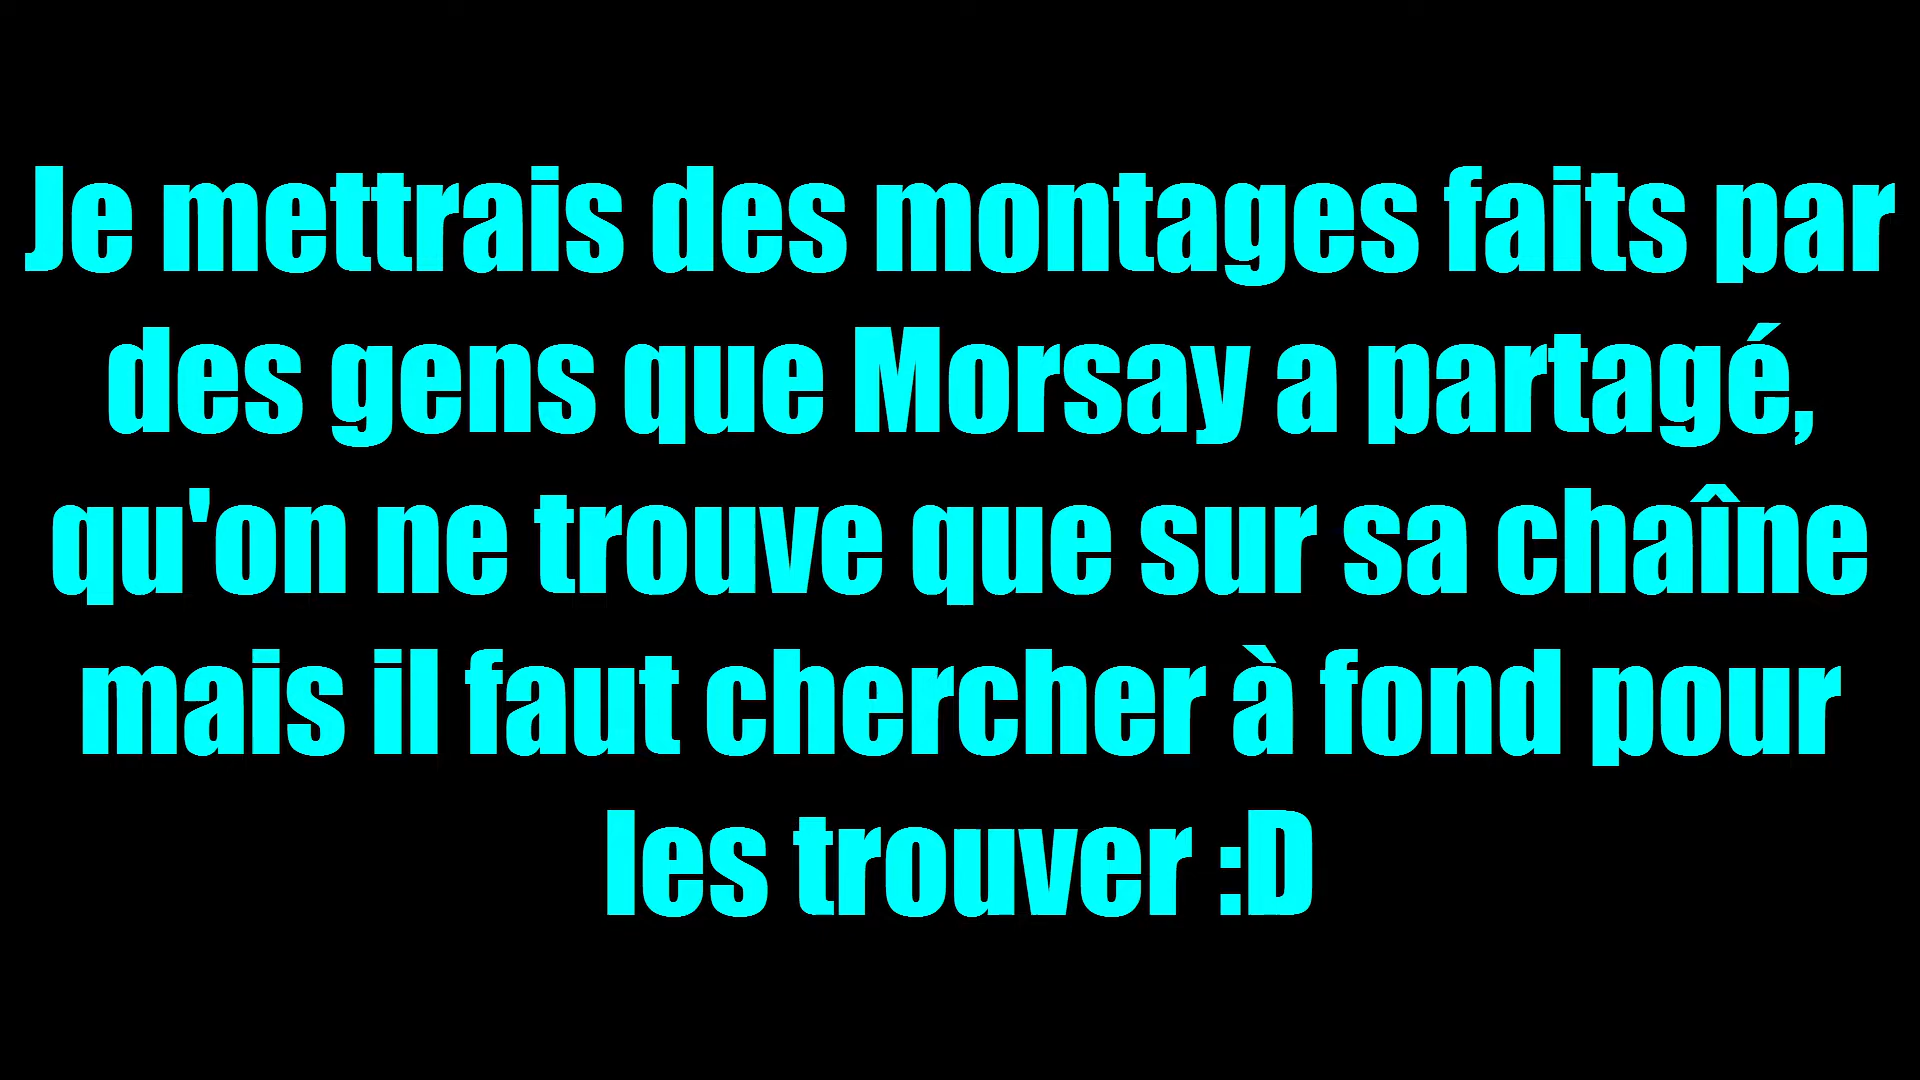 Je mettrais des montages faits par
des gens que Morsay a partagé,
qu'on ne trouve que sur sa chaîne
mais il faut chercher à fond pour
les trouver :D